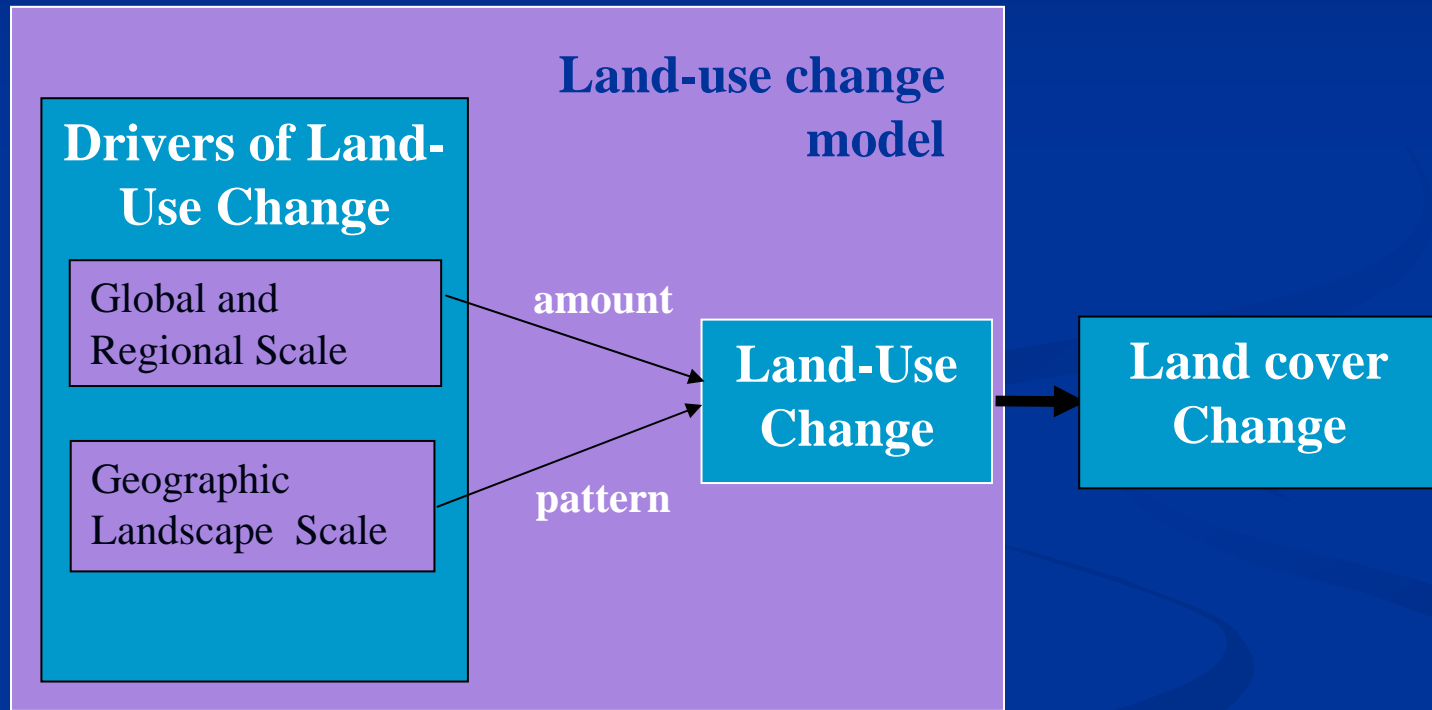 Land-use change
model
Drivers of Land-
Use Change
Global and
Regional Scale
Geographic
Landscape  Scale
amount
pattern
Land-Use
Change
Land cover
Change